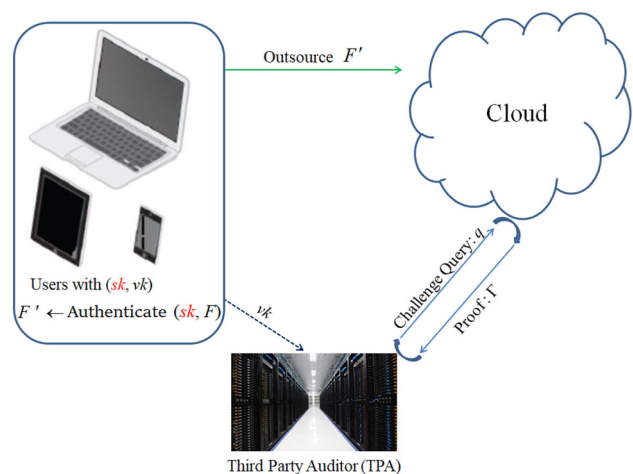 Outsource F'
Cloud
Users with (sk, vk)
F' ← Authenticate (sk, F)
vk
Challenge Query: q
Proof: Γ
Third Party Auditor (TPA)